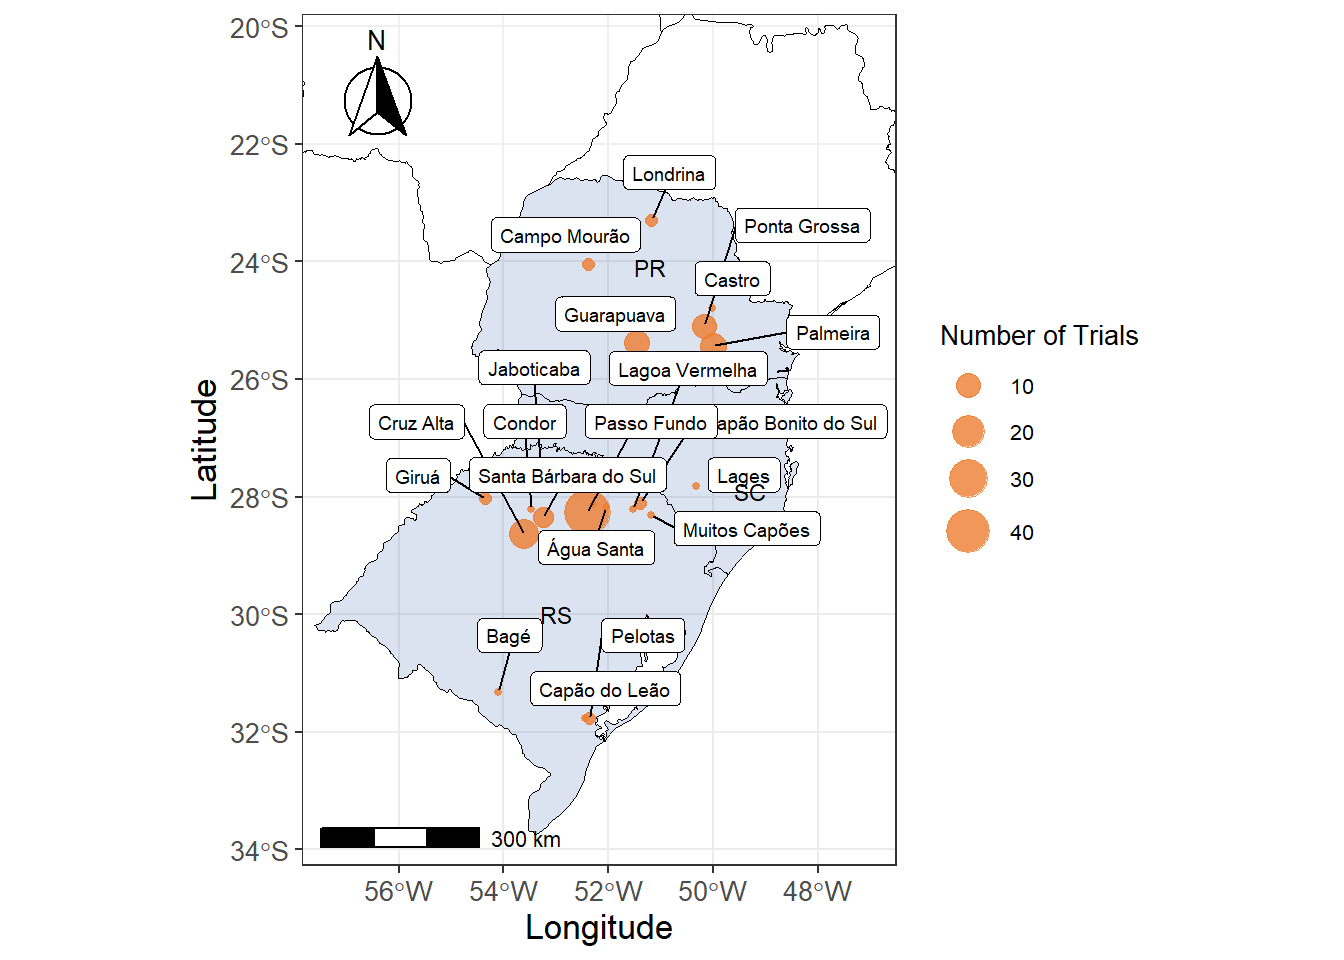 20°S
22°S
24°S
26°S
28°S
30°S
32°S
34°S
N
Londrina
Ponta Grossa
Campo Mourão
PR
Castro
Guarapuava
Palmeira
Jaboticaba
Lagoa Vermelha
Cruz Alta
Condor
Passo Fundo
apão Bonito do Sul
Giruá
Santa Bárbara do Sul
Lages
SC
Muitos Capões
Água Santa
RS
Bagé
Pelotas
Capão do Leão
300 km
56°W
54°W
52°W
50°W
48°W
Longitude
Latitude
Number of Trials
10
20
30
40